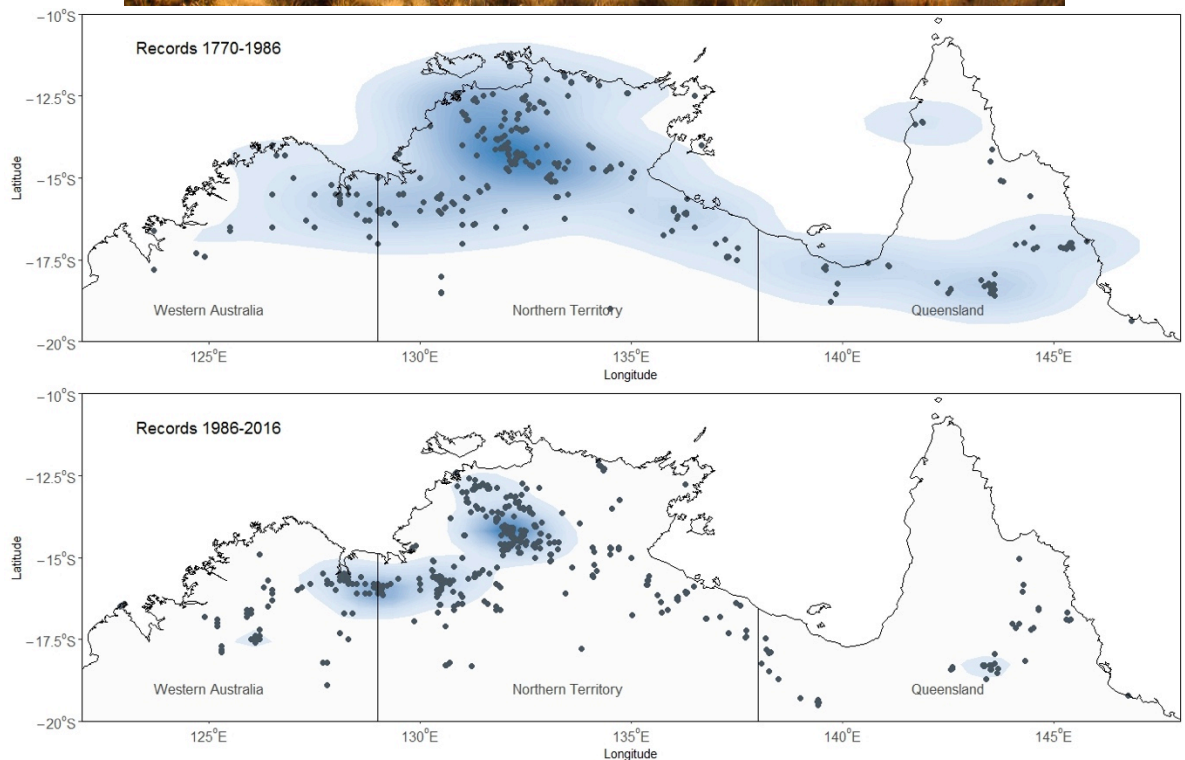 −10°S
Records 1770-1986
−12.5°S
−15°S
−17.5°S
−20°S
Latitude
Western Australia
Northern Territory
Queensland
125°E
130°E
135°E
140°E
145°E
Longitude
−10°S
Records 1986-2016
−12.5°S
−15°S
−17.5°S
−20°S
Latitude
Western Australia
Northern Territory
Queensland
125°E
130°E
135°E
140°E
145°E
Longitude